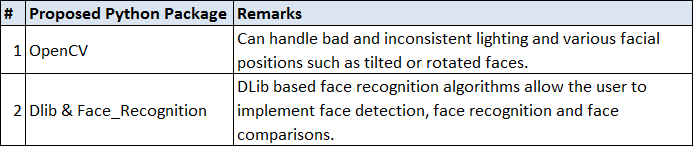 # Proposed Python Package Remarks
1 OpenCV Can handle bad and inconsistent lighting and various facial
positions such as tilted or rotated faces.
2 Dlib & Face_Recognition DLib based face recognition algorithms allow the user to
implement face detection, face recognition and face
comparisons.